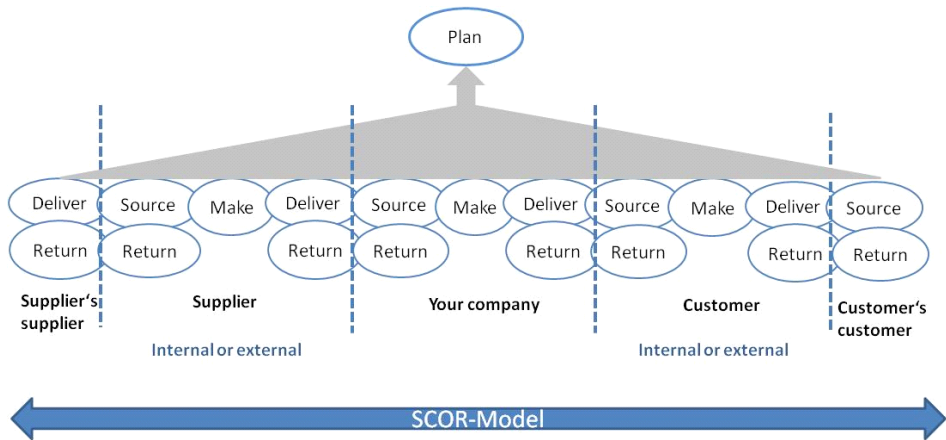 Plan
Deliver Source Make Deliver Source Make Deliver Source Make Deliver Source
Return Return Return Return Return Return Return Return
Supplier‘s
supplier
Supplier
Your company
Customer
Customer‘s
customer
Internal or external
Internal or external
SCOR-Model